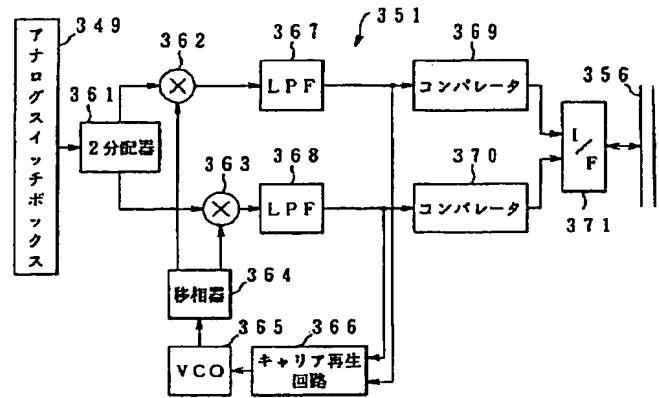 349
アナログスイッチボックス
361
2分配器
362
367
LPF
351
369
コンパレータ
356
363
368
LPF
370
コンパレータ
I/F
371
364
移相器
365
VCO
366
キャリア再生
回路